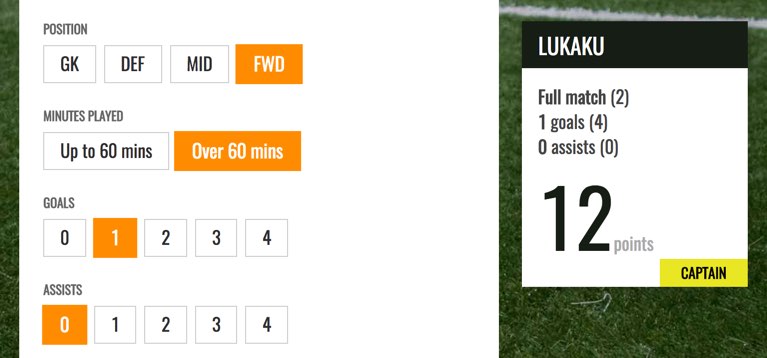 POSITION
GK DEF MID FWD
MINUTES PLAYED
Up to 60 mins Over 60 mins
GOALS
0 1 2 3 4
ASSISTS
0 1 2 3 4
LUKAKU
Full match (2)
1 goals (4)
0 assists (0)
12 points
CAPTAIN